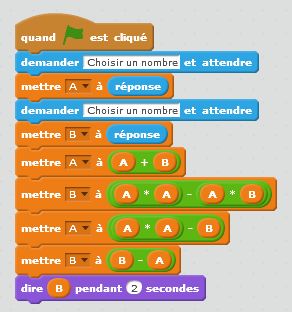 quand est cliqué
demander Choisir un nombre et attendre
mettre A à réponse
demander Choisir un nombre et attendre
mettre B à réponse
mettre A à A + B
mettre B à A * A - A * B
mettre A à A * A - B
mettre B à B - A
dire B pendant 2 secondes